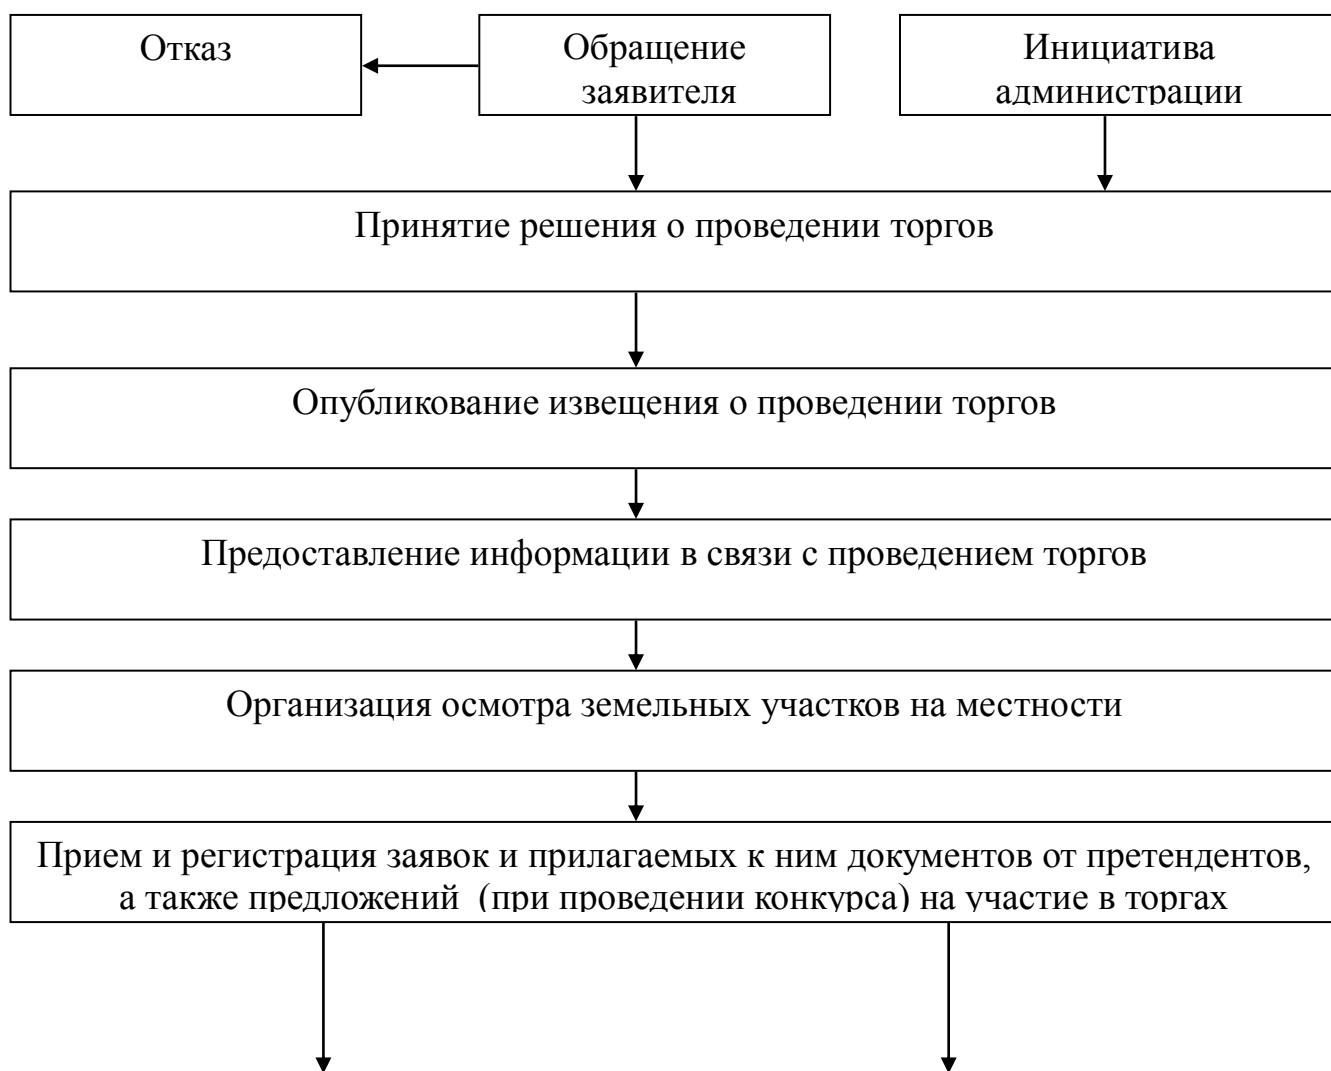 Отказ
Обращение
заявителя
Инициатива
администрации
Принятие решения о проведении торгов
Опубликование извещения о проведении торгов
Предоставление информации в связи с проведением торгов
Организация осмотра земельных участков на местности
Прием и регистрация заявок и прилагаемых к ним документов от претендентов,
а также предложений (при проведении конкурса) на участие в торгах